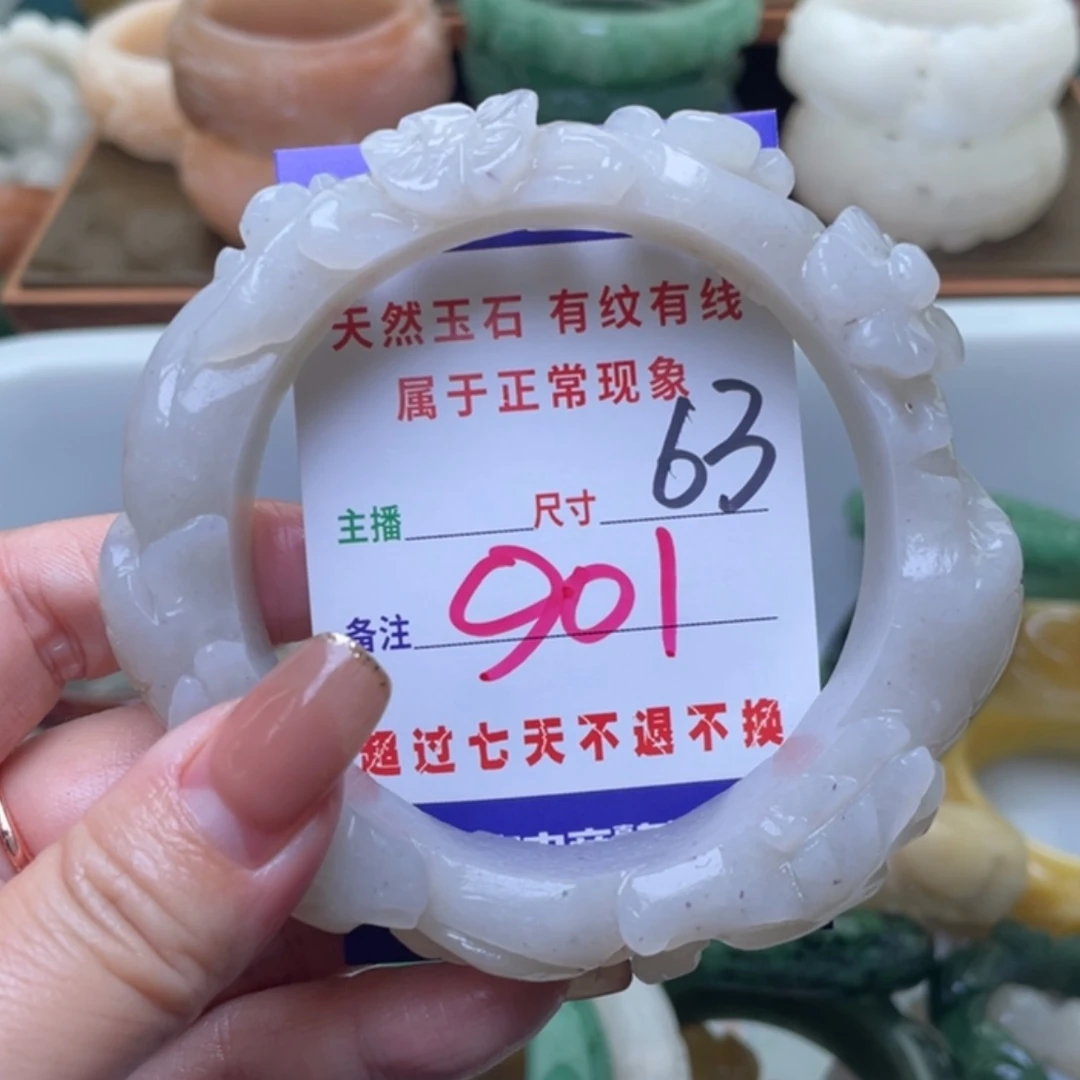 天然玉石 有纹有线
属于正常现象
主播 尺寸 63
备注 901
超过七天不退不换